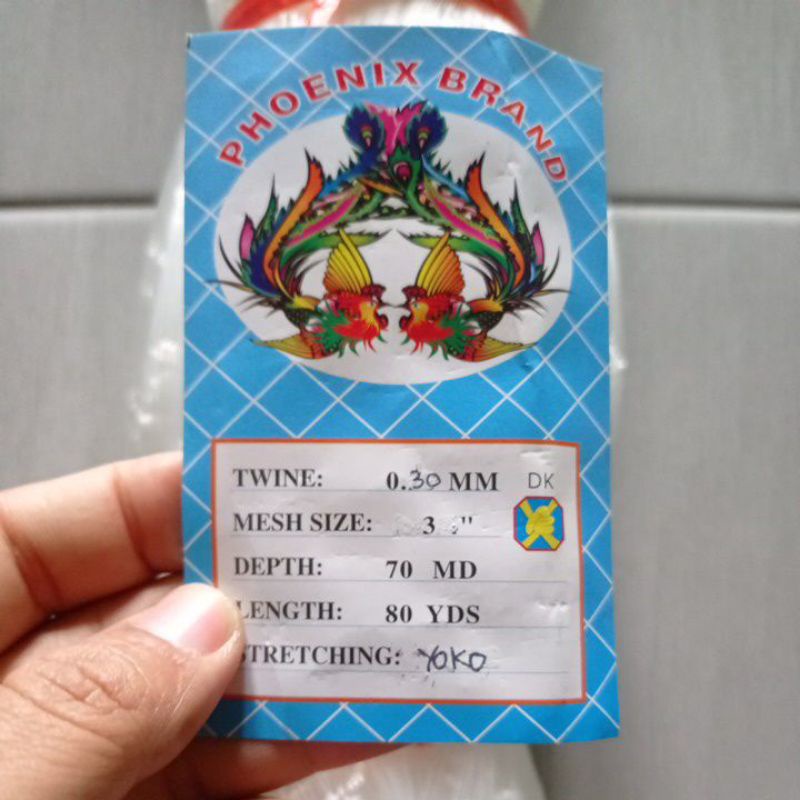 PHOENIX BRAND
TWINE: 0.30 MM DK
MESH SIZE: 3 "
DEPTH: 70 MD
LENGTH: 80 YDS
STRETCHING: YOKO